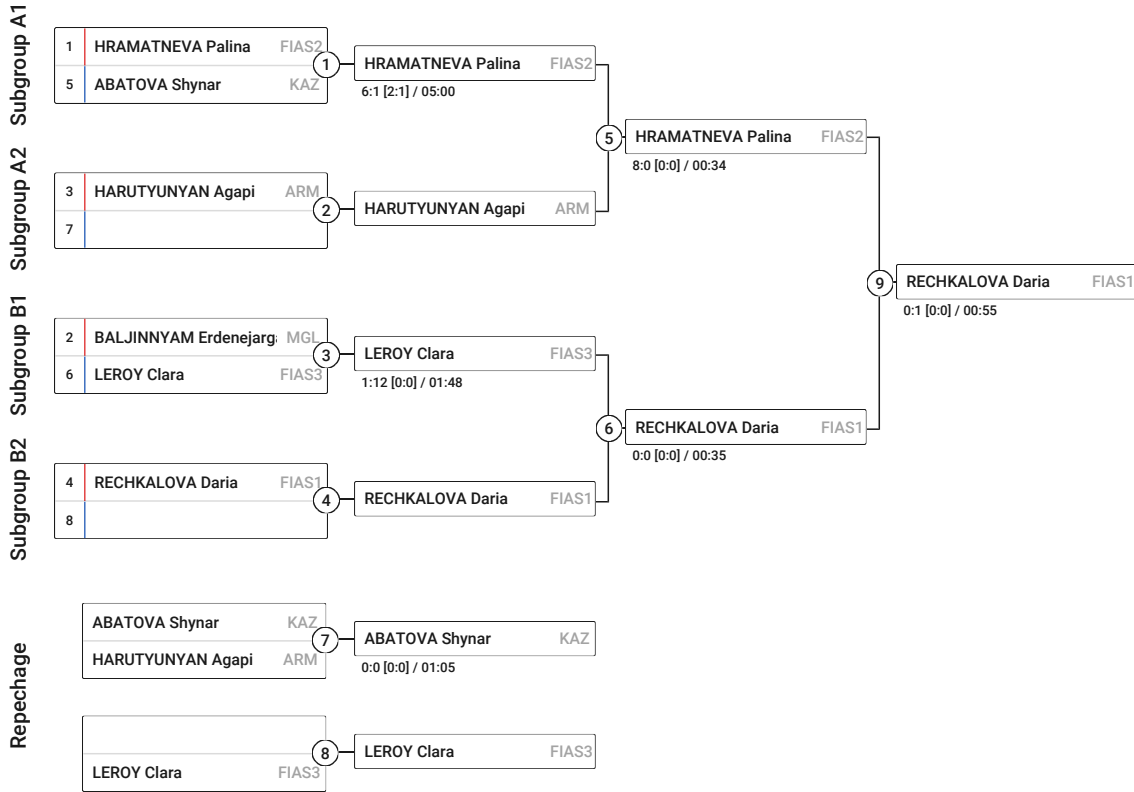 Subgroup A1
1 HRAMATNEVA Palina FIAS2
5 ABATOVA Shynar KAZ
1
HRAMATNEVA Palina FIAS2
6:1 [2:1] / 05:00
5
HRAMATNEVA Palina FIAS2
8:0 [0:0] / 00:34
Subgroup A2
3 HARUTYUNYAN Agapi ARM
7
2
HARUTYUNYAN Agapi ARM
9
RECHKALOVA Daria FIAS1
0:1 [0:0] / 00:55
Subgroup B1
2 BALJINNYAM Erdenejarg MGL
6 LEROY Clara FIAS3
3
LEROY Clara FIAS3
1:12 [0:0] / 01:48
6
RECHKALOVA Daria FIAS1
0:0 [0:0] / 00:35
Subgroup B2
4 RECHKALOVA Daria FIAS1
8
4
RECHKALOVA Daria FIAS1
Repechage
ABATOVA Shynar KAZ
HARUTYUNYAN Agapi ARM
7
ABATOVA Shynar KAZ
0:0 [0:0] / 01:05
LEROY Clara FIAS3
8
LEROY Clara FIAS3